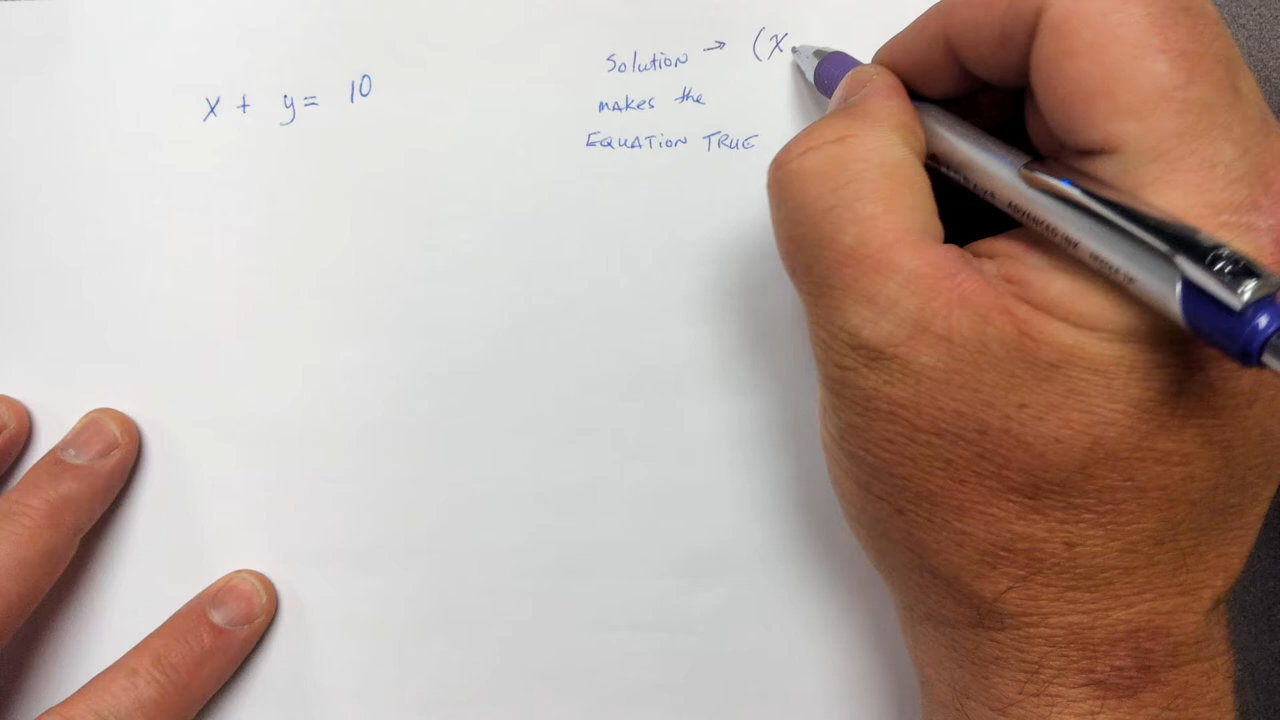 x + y = 10
Solution → (x
makes the
EQUATION TRUE